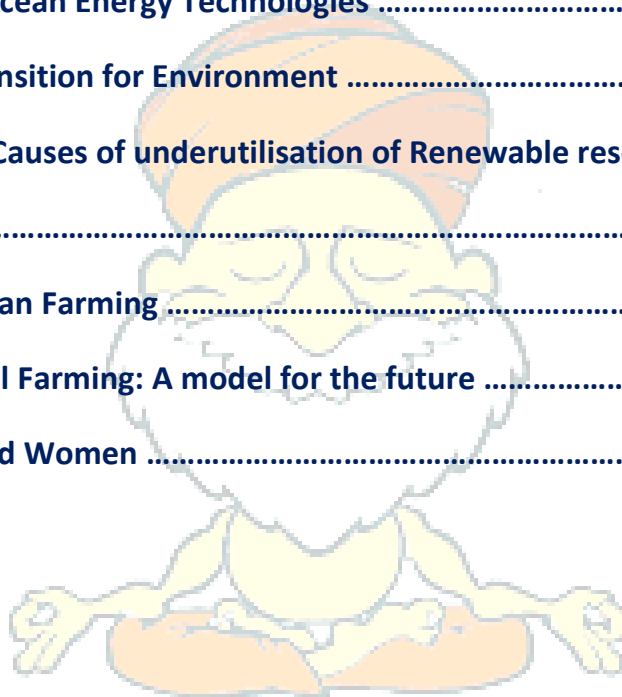 cean Energy Technologies ……………………………
nsition for Environment ………………………………
Causes of underutilisation of Renewable res
………………………………………………………………
an Farming ……………………………………………
l Farming: A model for the future ………………
d Women ………………………………………………